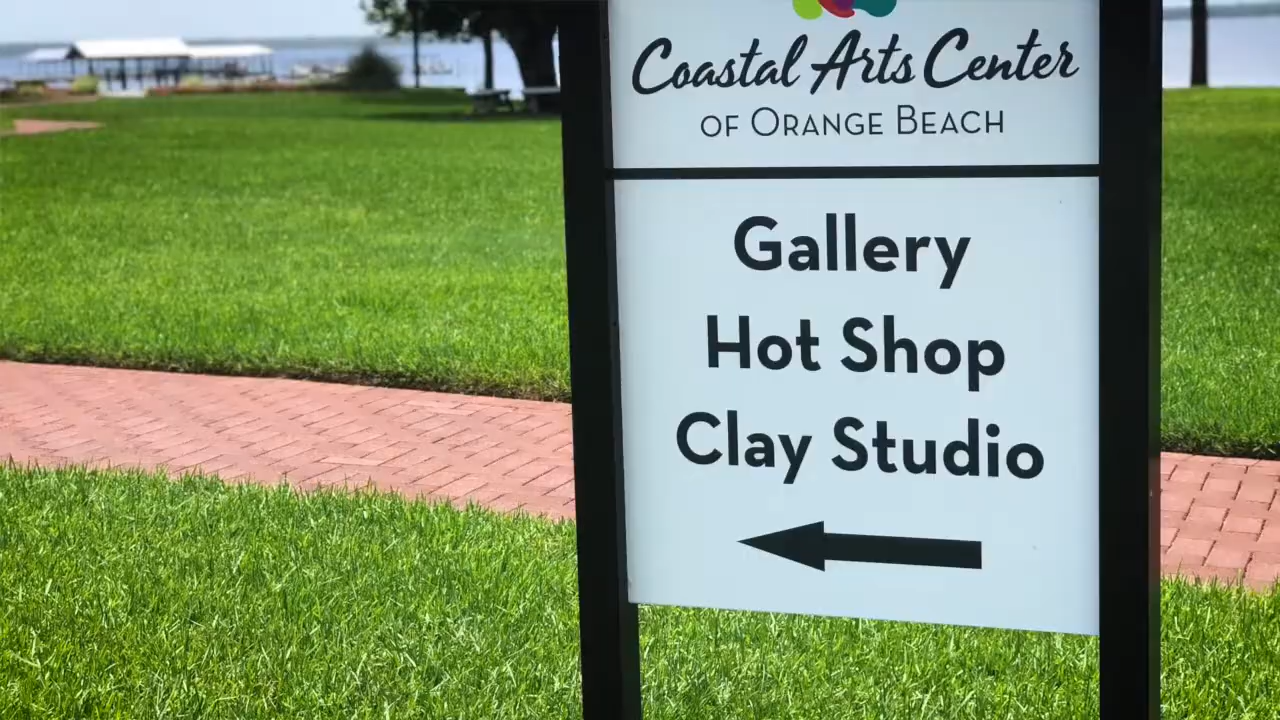 Coastal Arts Center
OF ORANGE BEACH
Gallery
Hot Shop
Clay Studio